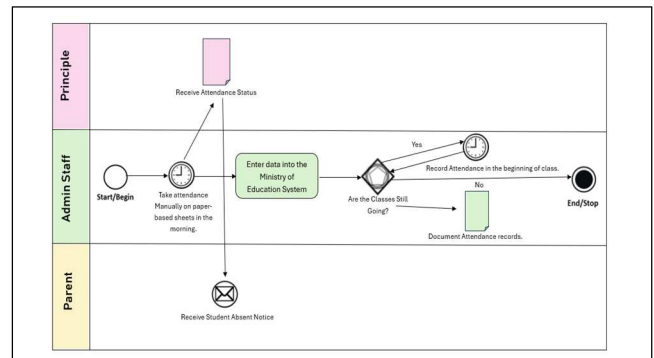 Principle
Receive Attendance Status
Admin Staff
Start/Begin
Take attendance
Manually on paper-
based sheets in the
morning.
Enter data into the
Ministry of
Education System
Are the Classes Still
Going?
Yes
Record Attendance in the beginning of class.
No
Document Attendance records.
End/Stop
Parent
Receive Student Absent Notice